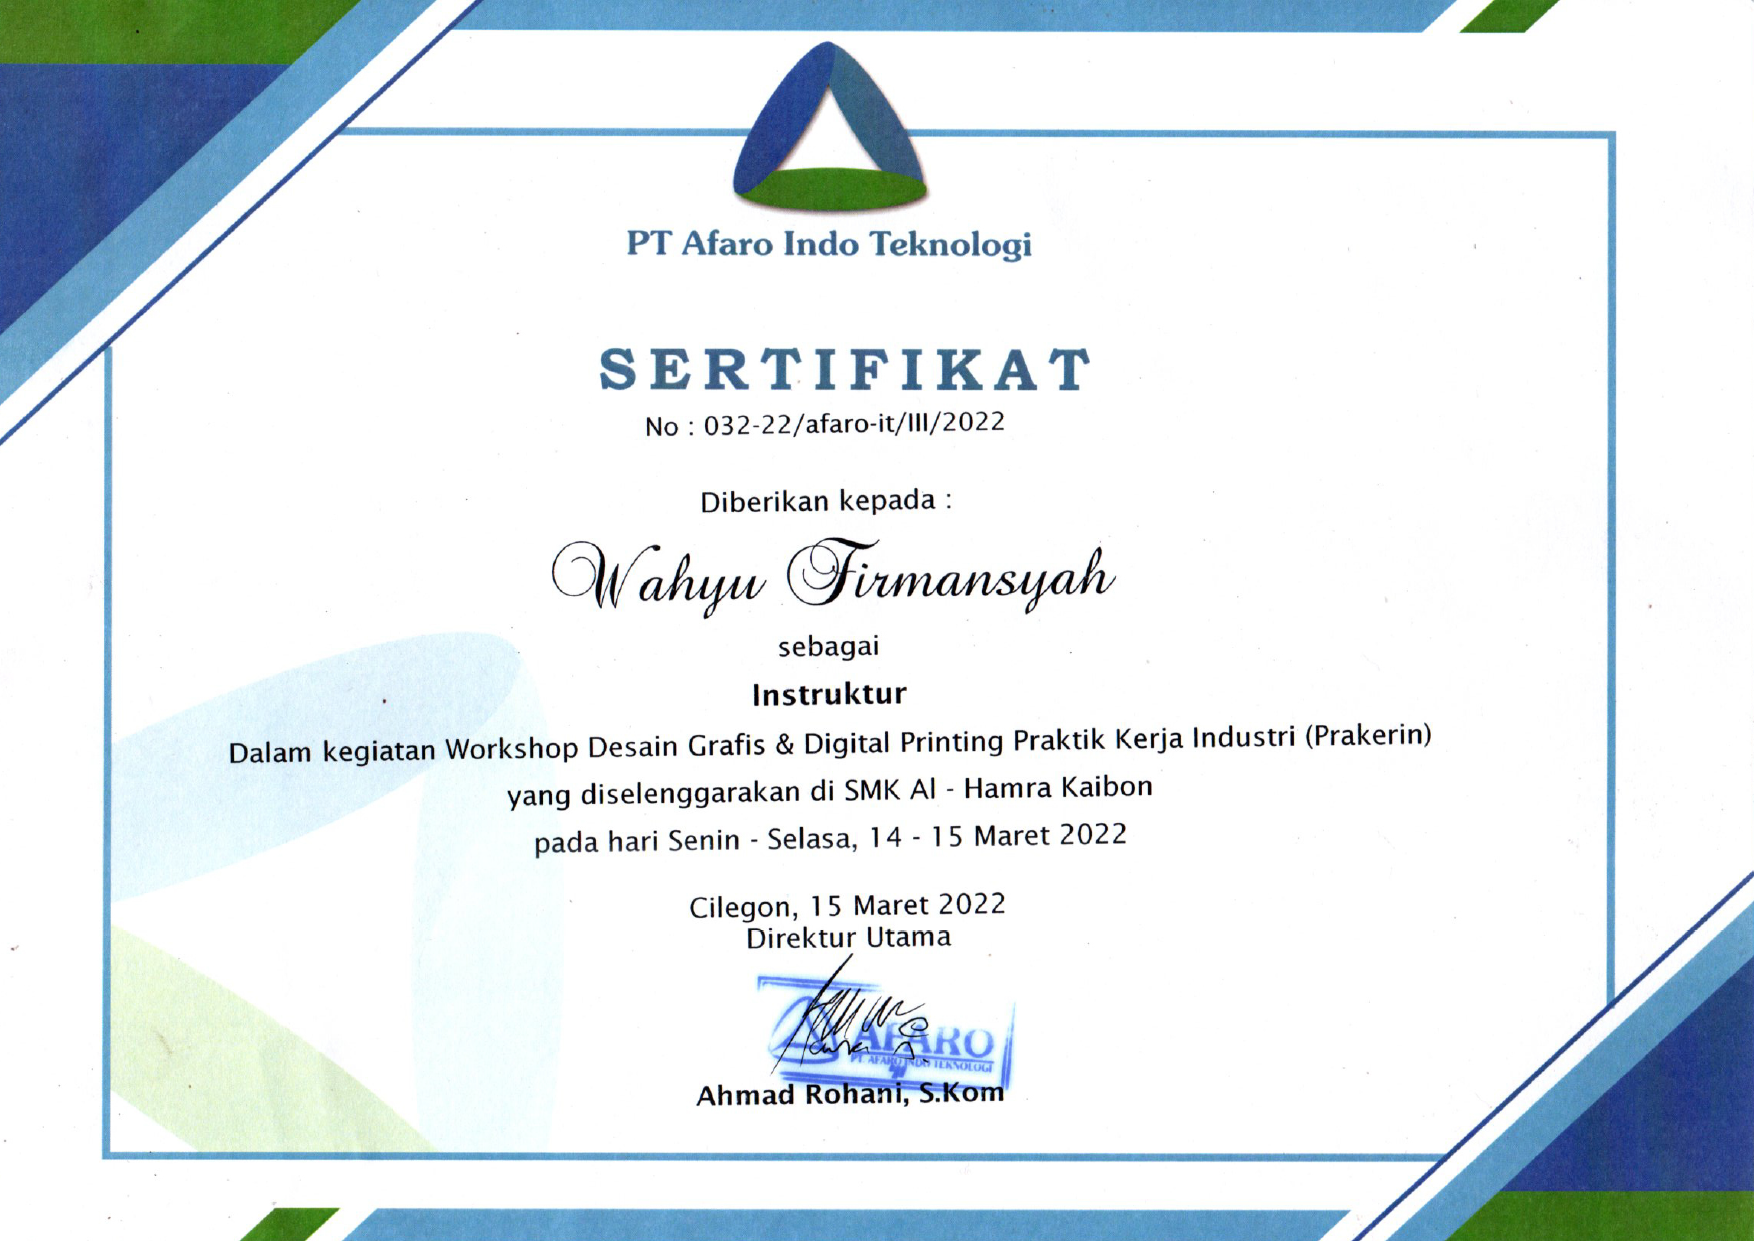 PT Afaro Indo Teknologi
SERTIFIKAT
No : 032-22/afaro-it/III/2022
Diberikan kepada :
Wahyu Firmansyah
sebagai
Instruktur
Dalam kegiatan Workshop Desain Grafis & Digital Printing Praktik Kerja Industri (Prakerin)
yang diselenggarakan di SMK Al - Hamra Kaibon
pada hari Senin - Selasa, 14 - 15 Maret 2022
Cilegon, 15 Maret 2022
Direktur Utama
AFARO
PT AFARO INDO TEKNOLOGI
Ahmad Rohani, S.Kom